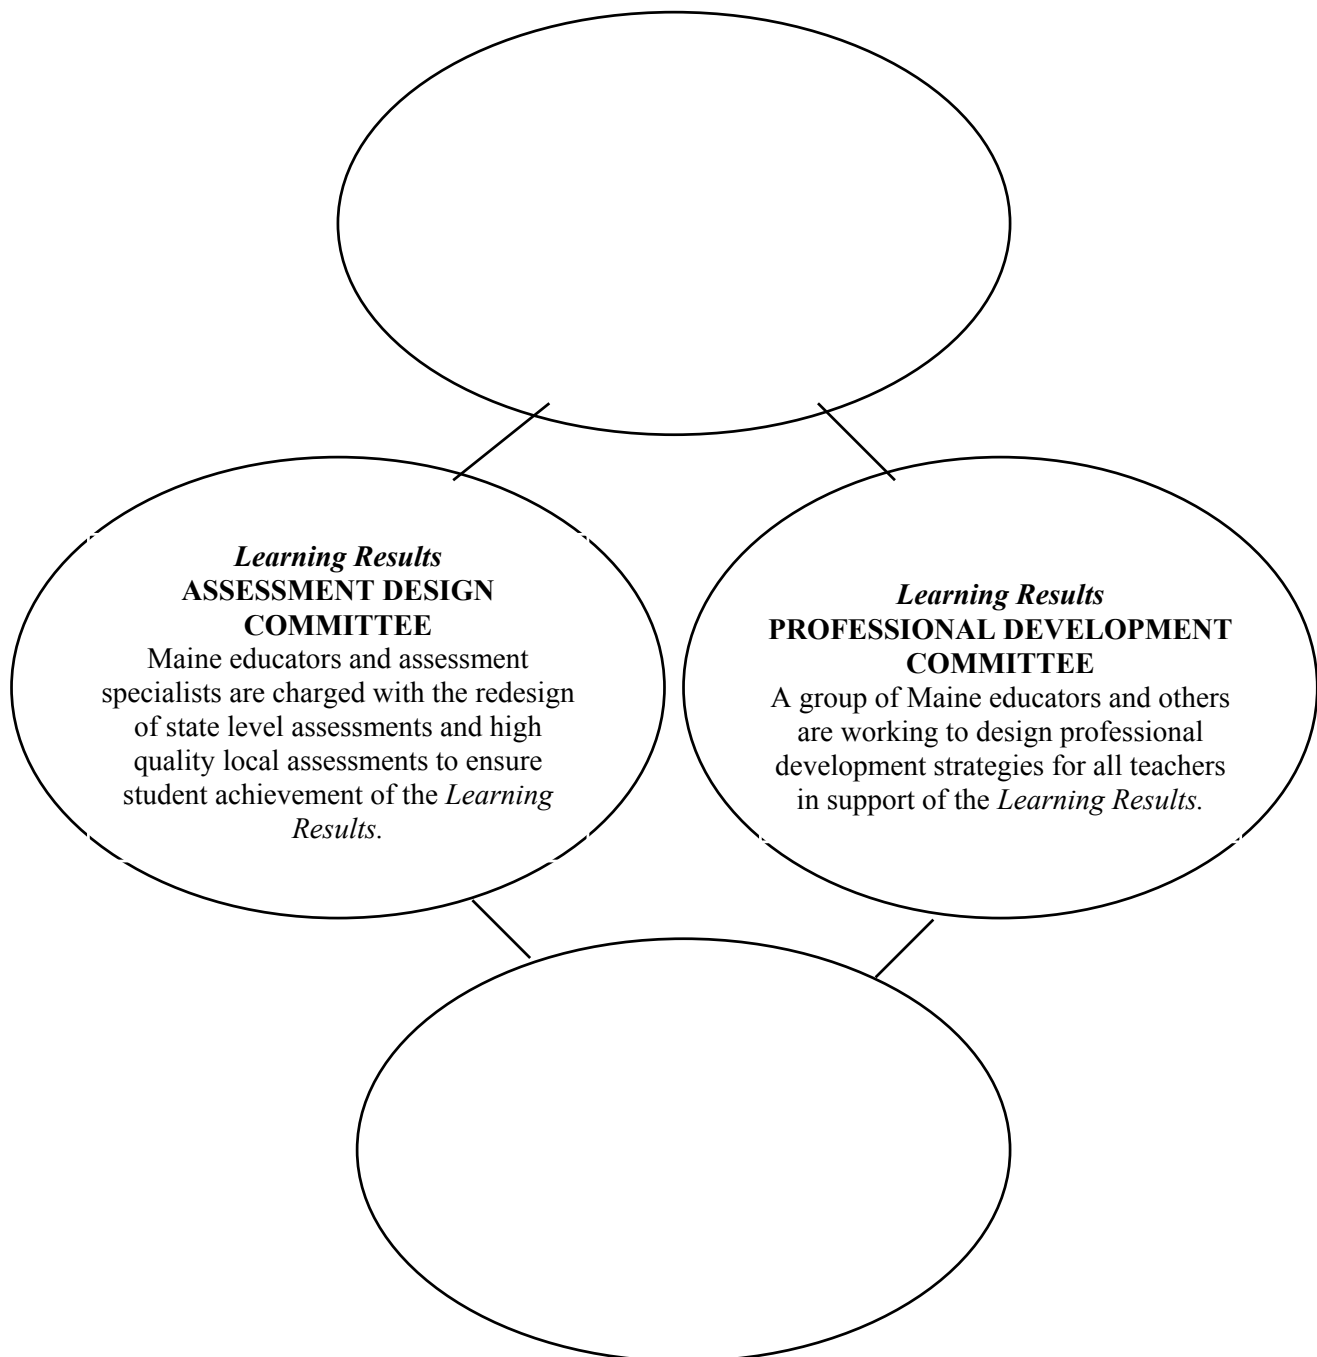 Learning Results
ASSESSMENT DESIGN
COMMITTEE
Maine educators and assessment
specialists are charged with the redesign
of state level assessments and high
quality local assessments to ensure
student achievement of the Learning
Results.
Learning Results
PROFESSIONAL DEVELOPMENT
COMMITTEE
A group of Maine educators and others
are working to design professional
development strategies for all teachers
in support of the Learning Results.